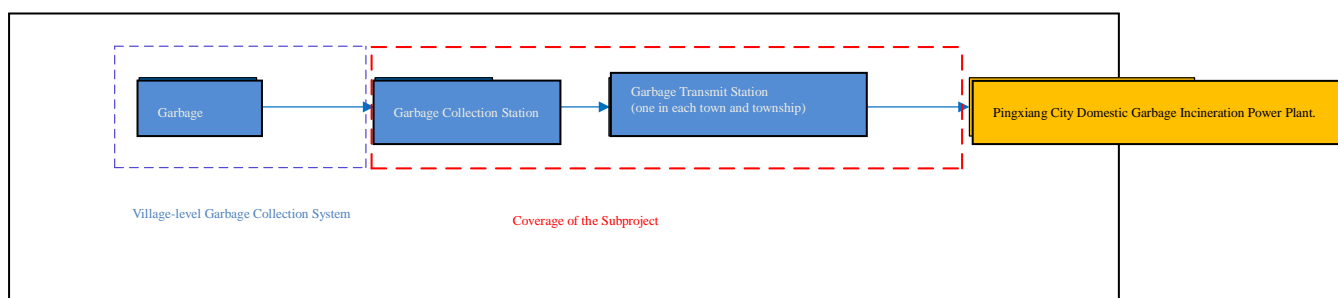 Garbage
Garbage Collection Station
Garbage Transmit Station
(one in each town and township)
Pingxiang City Domestic Garbage Incineration Power Plant.
Village-level Garbage Collection System
Coverage of the Subproject